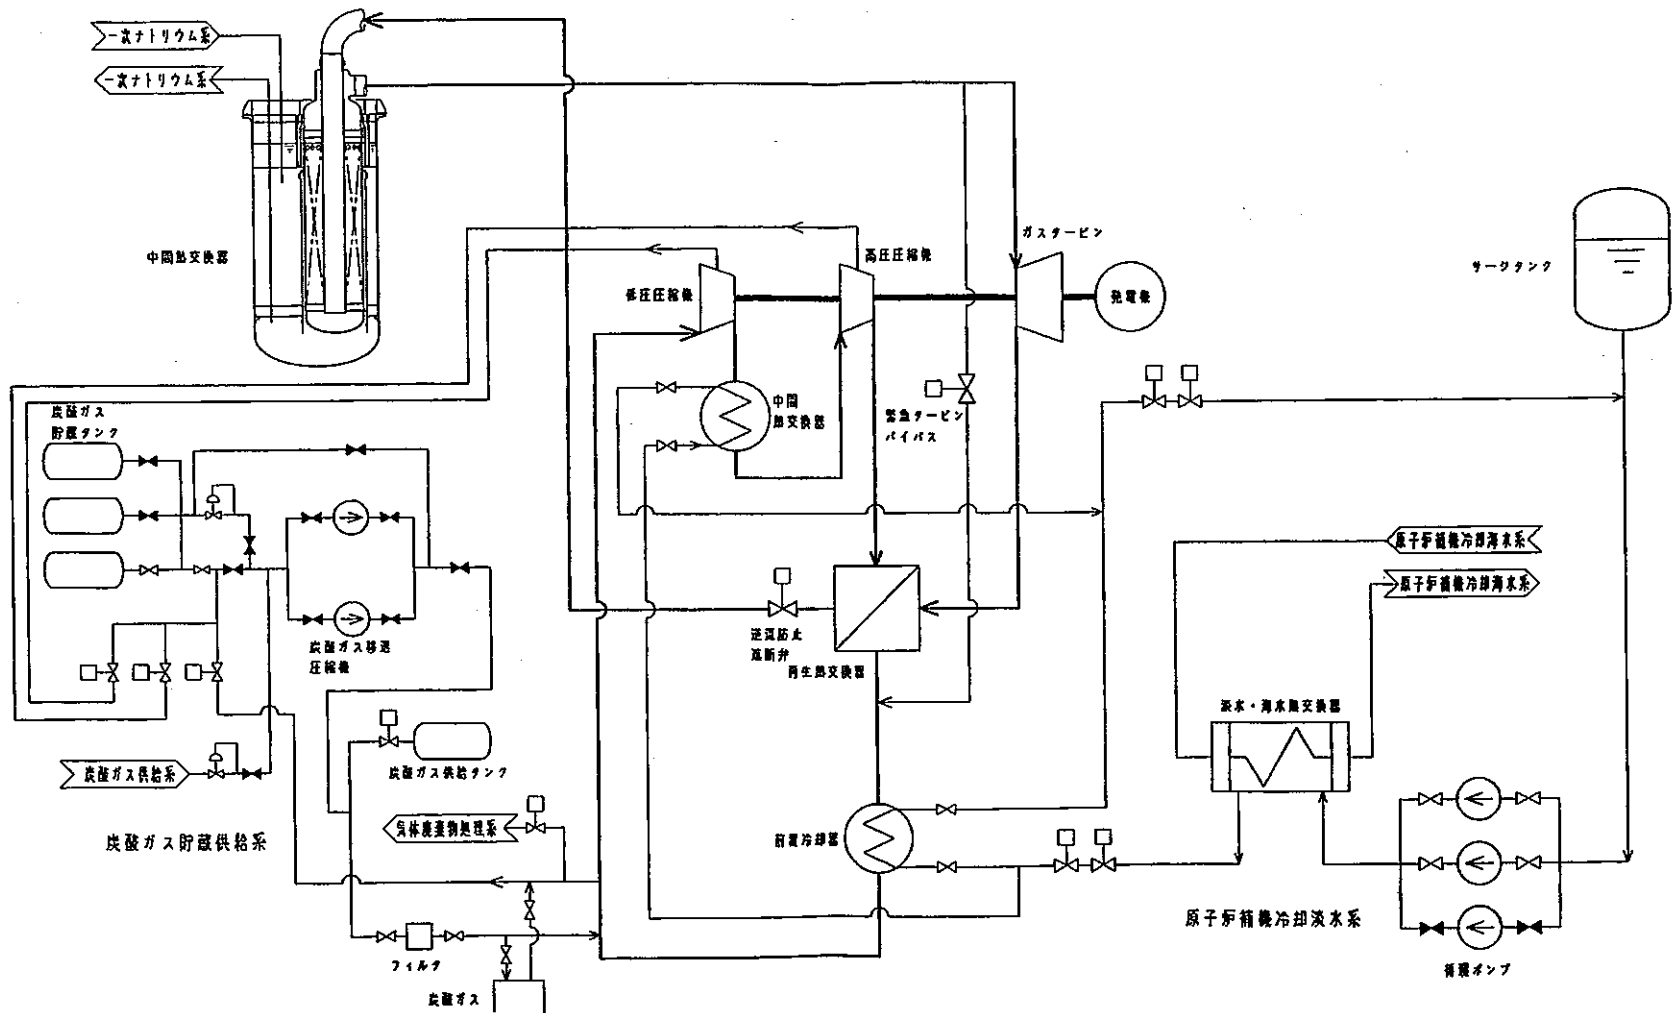 一次ナトリウム系
一次ナトリウム系
中間熱交換器
ガスタービン
高圧圧縮機
低圧圧縮機
発電機
サージタンク
炭酸ガス
貯蔵タンク
中間
熱交換器
緊急タービン
バイパス
原子炉補機冷却海水系
原子炉補機冷却海水系
炭酸ガス移送
圧縮機
逆流防止
遮断弁
再生熱交換器
淡水・海水熱交換器
炭酸ガス供給系
炭酸ガス供給タンク
気体廃棄物処理系
炭酸ガス貯蔵供給系
前置冷却器
原子炉補機冷却淡水系
フィルタ
循環ポンプ
炭酸ガス